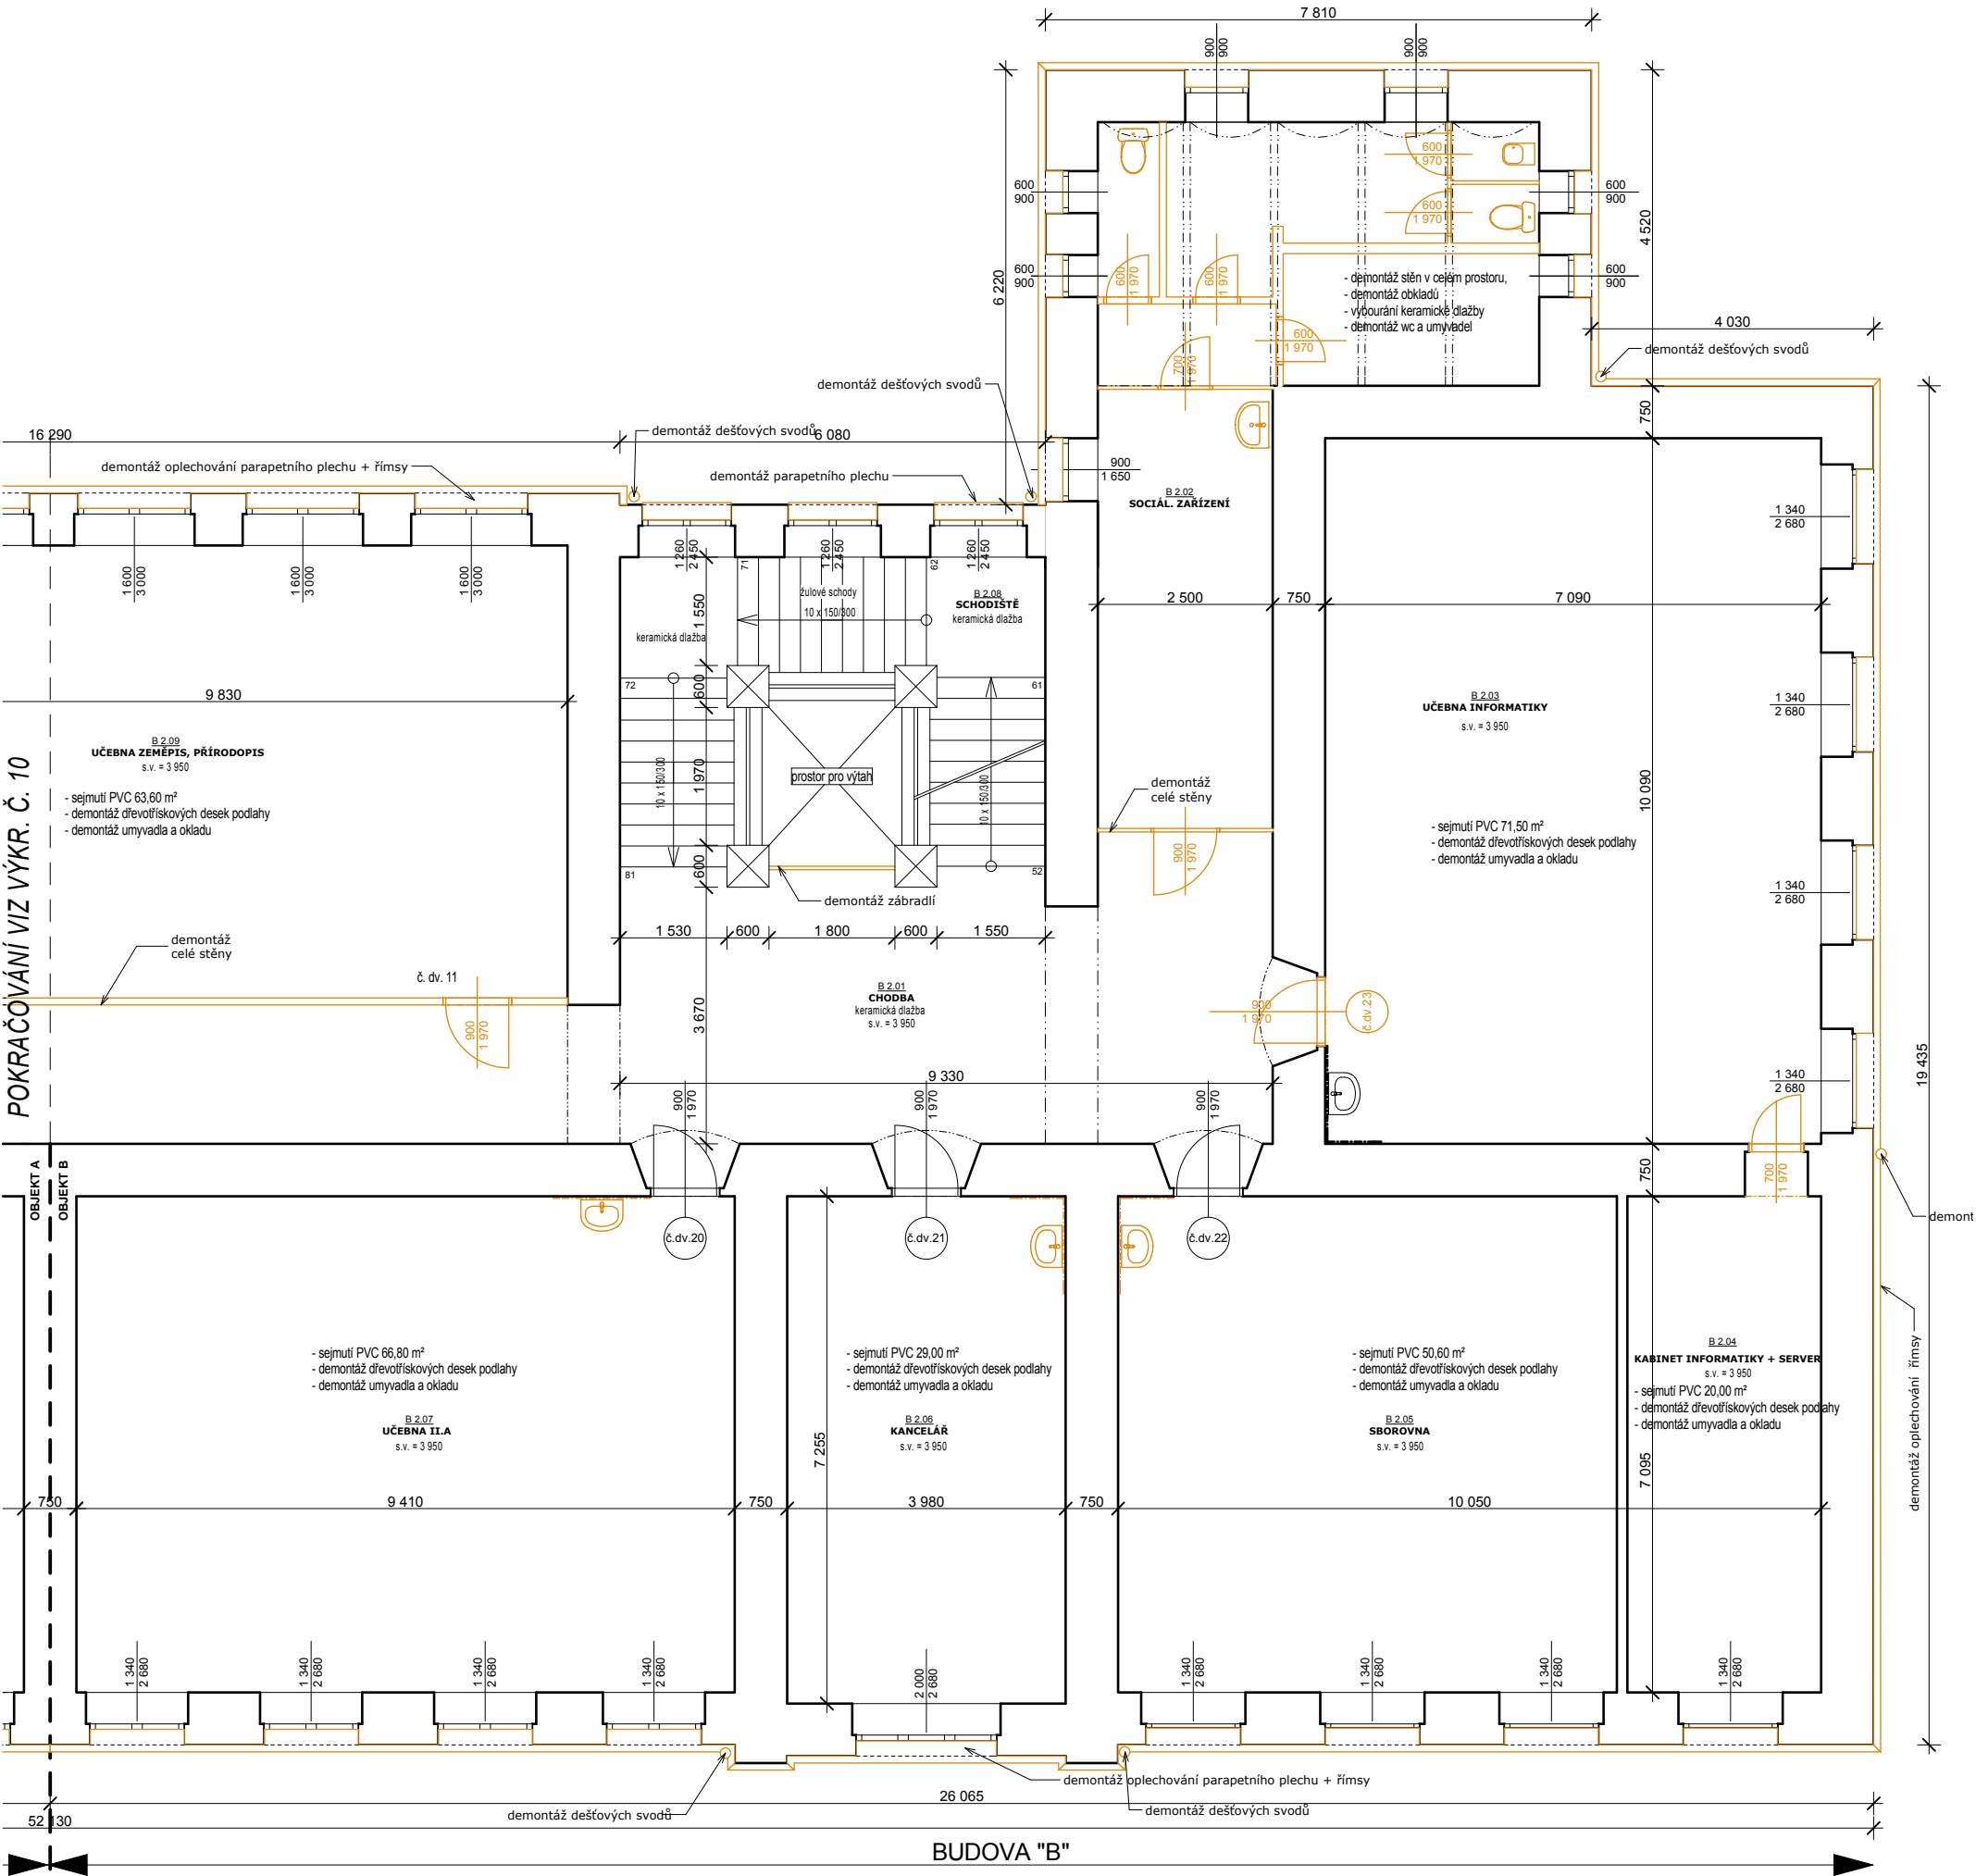 7 810
900
900
900
900
6 220
4 520
600
900
600
900
600
900
600
900
600
1 970
600
1 970
600
1 970
600
1 970
600
1 970
700
1 970
- demontáž stěn v celém prostoru,
- demontáž obkladů
- vybourání keramické dlažby
- demontáž wc a umyvadel
4 030
demontáž dešťových svodů
demontáž dešťových svodů
750
16 290
demontáž dešťových svodů
6 080
demontáž oplechování parapetního plechu + římsy
demontáž parapetního plechu
900
1 650
B 2.02
SOCIÁL. ZAŘÍZENÍ
1 340
2 680
1 600
3 000
1 600
3 000
1 600
3 000
1 260
2 450
71
1 260
2 450
62
1 260
2 450
žulové schody
10 x 150/300
B 2.08
SCHODIŠTĚ
keramická dlažba
keramická dlažba
1 550
2 500
750
7 090
9 830
72
600
61
B 2.03
UČEBNA INFORMATIKY
s.v. = 3 950
1 340
2 680
B 2.09
UČEBNA ZEMĚPIS, PŘÍRODOPIS
s.v. = 3 950
- sejmutí PVC 63,60 m²
- demontáž dřevotřískových desek podlahy
- demontáž umyvadla a okladu
POKRAČOVÁNÍ VIZ VÝKR. Č. 10
10 x 150/300
1 970
prostor pro výtah
10 x 150/300
demontáž
celé stěny
10 090
- sejmutí PVC 71,50 m²
- demontáž dřevotřískových desek podlahy
- demontáž umyvadla a okladu
900
1 970
81
600
52
demontáž zábradlí
1 340
2 680
1 530
600
1 800
600
1 550
demontáž
celé stěny
č. dv. 11
900
1 970
B 2.01
CHODBA
keramická dlažba
s.v. = 3 950
3 670
900
1 970
č.dv.23
19 435
9 330
1 340
2 680
900
1 970
900
1 970
900
1 970
OBJEKT A
OBJEKT B
750
700
1 970
č.dv.20
č.dv.21
č.dv.22
demont
- sejmutí PVC 66,80 m²
- demontáž dřevotřískových desek podlahy
- demontáž umyvadla a okladu
B 2.07
UČEBNA II.A
s.v. = 3 950
- sejmutí PVC 29,00 m²
- demontáž dřevotřískových desek podlahy
- demontáž umyvadla a okladu
B 2.06
KANCELÁŘ
s.v. = 3 950
- sejmutí PVC 50,60 m²
- demontáž dřevotřískových desek podlahy
- demontáž umyvadla a okladu
B 2.05
SBOROVNA
s.v. = 3 950
B 2.04
KABINET INFORMATIKY + SERVER
s.v. = 3 950
- sejmutí PVC 20,00 m²
- demontáž dřevotřískových desek podlahy
- demontáž umyvadla a okladu
demontáž oplechování římsy
7 255
7 095
750
9 410
750
3 980
750
10 050
1 340
2 680
1 340
2 680
1 340
2 680
1 340
2 680
2 000
2 680
1 340
2 680
1 340
2 680
1 340
2 680
1 340
2 680
demontáž oplechování parapetního plechu + římsy
26 065
demontáž dešťových svodů
demontáž dešťových svodů
52 130
BUDOVA "B"